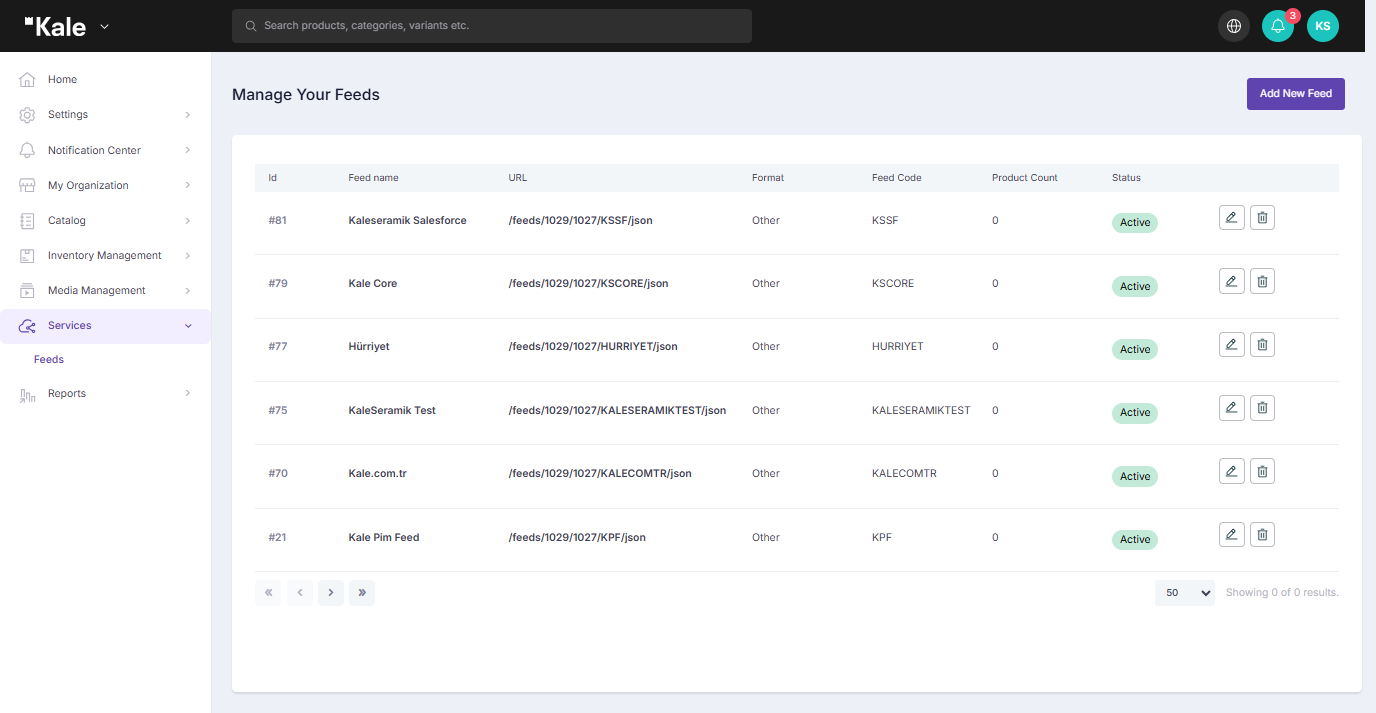 Kale
Search products, categories, variants etc.
3
KS
Home
Settings
Notification Center
My Organization
Catalog
Inventory Management
Media Management
Services
Feeds
Reports
Manage Your Feeds
Add New Feed
Id Feed name URL Format Feed Code Product Count Status
#81 Kaleseramik Salesforce /feeds/1029/1027/KSSF/json Other KSSF 0 Active
#79 Kale Core /feeds/1029/1027/KSCORE/json Other KSCORE 0 Active
#77 Hürriyet /feeds/1029/1027/HURRIYET/json Other HURRIYET 0 Active
#75 KaleSeramik Test /feeds/1029/1027/KALESERAMIKTEST/json Other KALESERAMIKTEST 0 Active
#70 Kale.com.tr /feeds/1029/1027/KALECOMTR/json Other KALECOMTR 0 Active
#21 Kale Pim Feed /feeds/1029/1027/KPF/json Other KPF 0 Active
« ‹ › » 50 Showing 0 of 0 results.